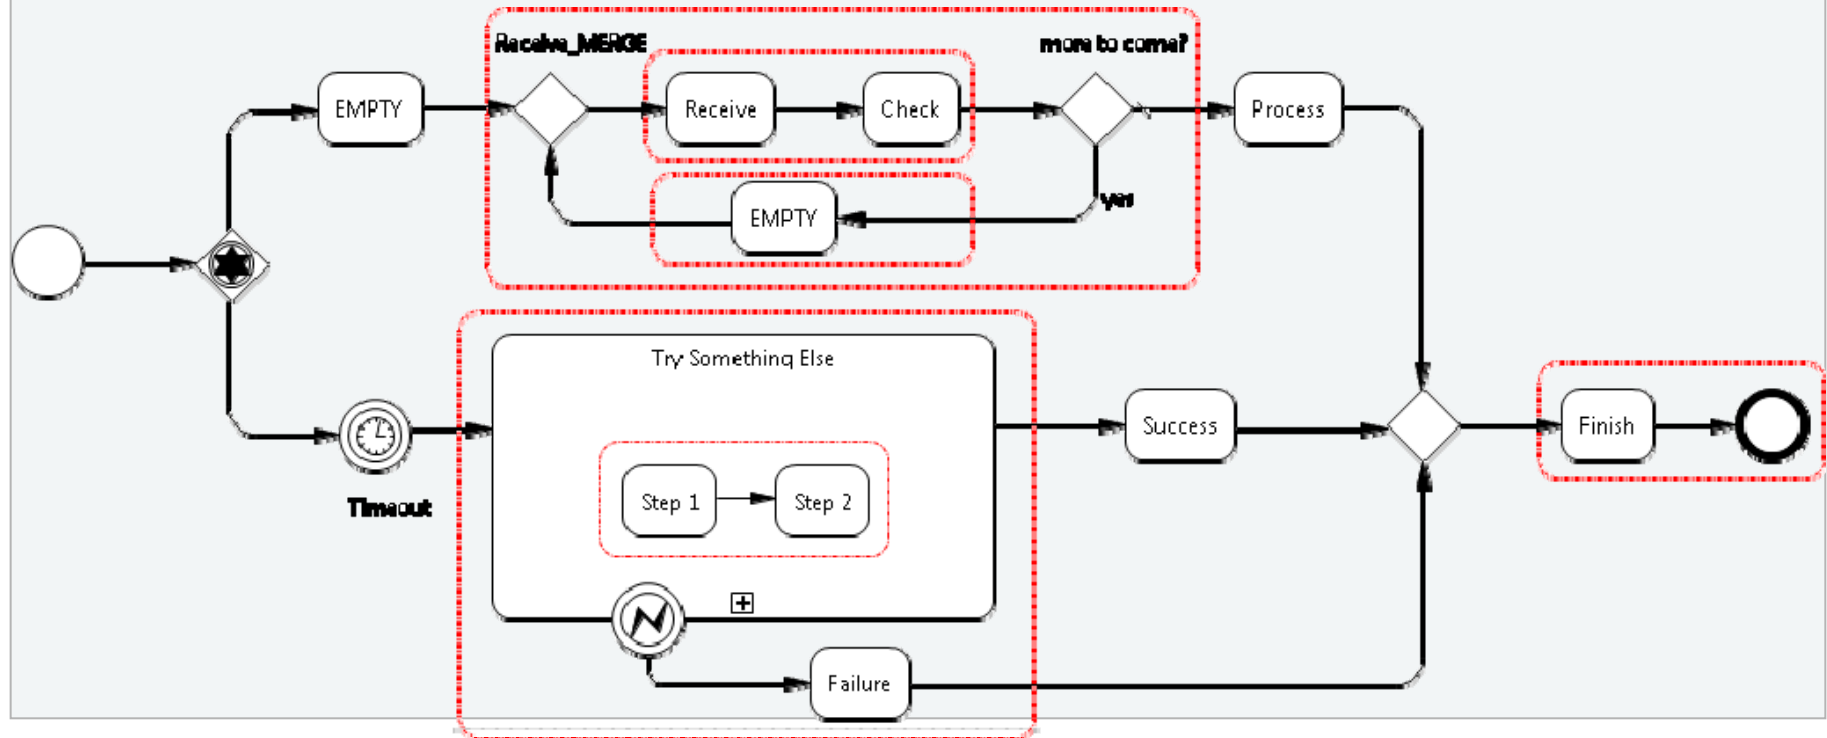 Receive_MERGE
more to come?
EMPTY
Receive
Check
Process
yes
EMPTY
Try Something Else
Success
Finish
Step 1
Step 2
Timeout
Failure